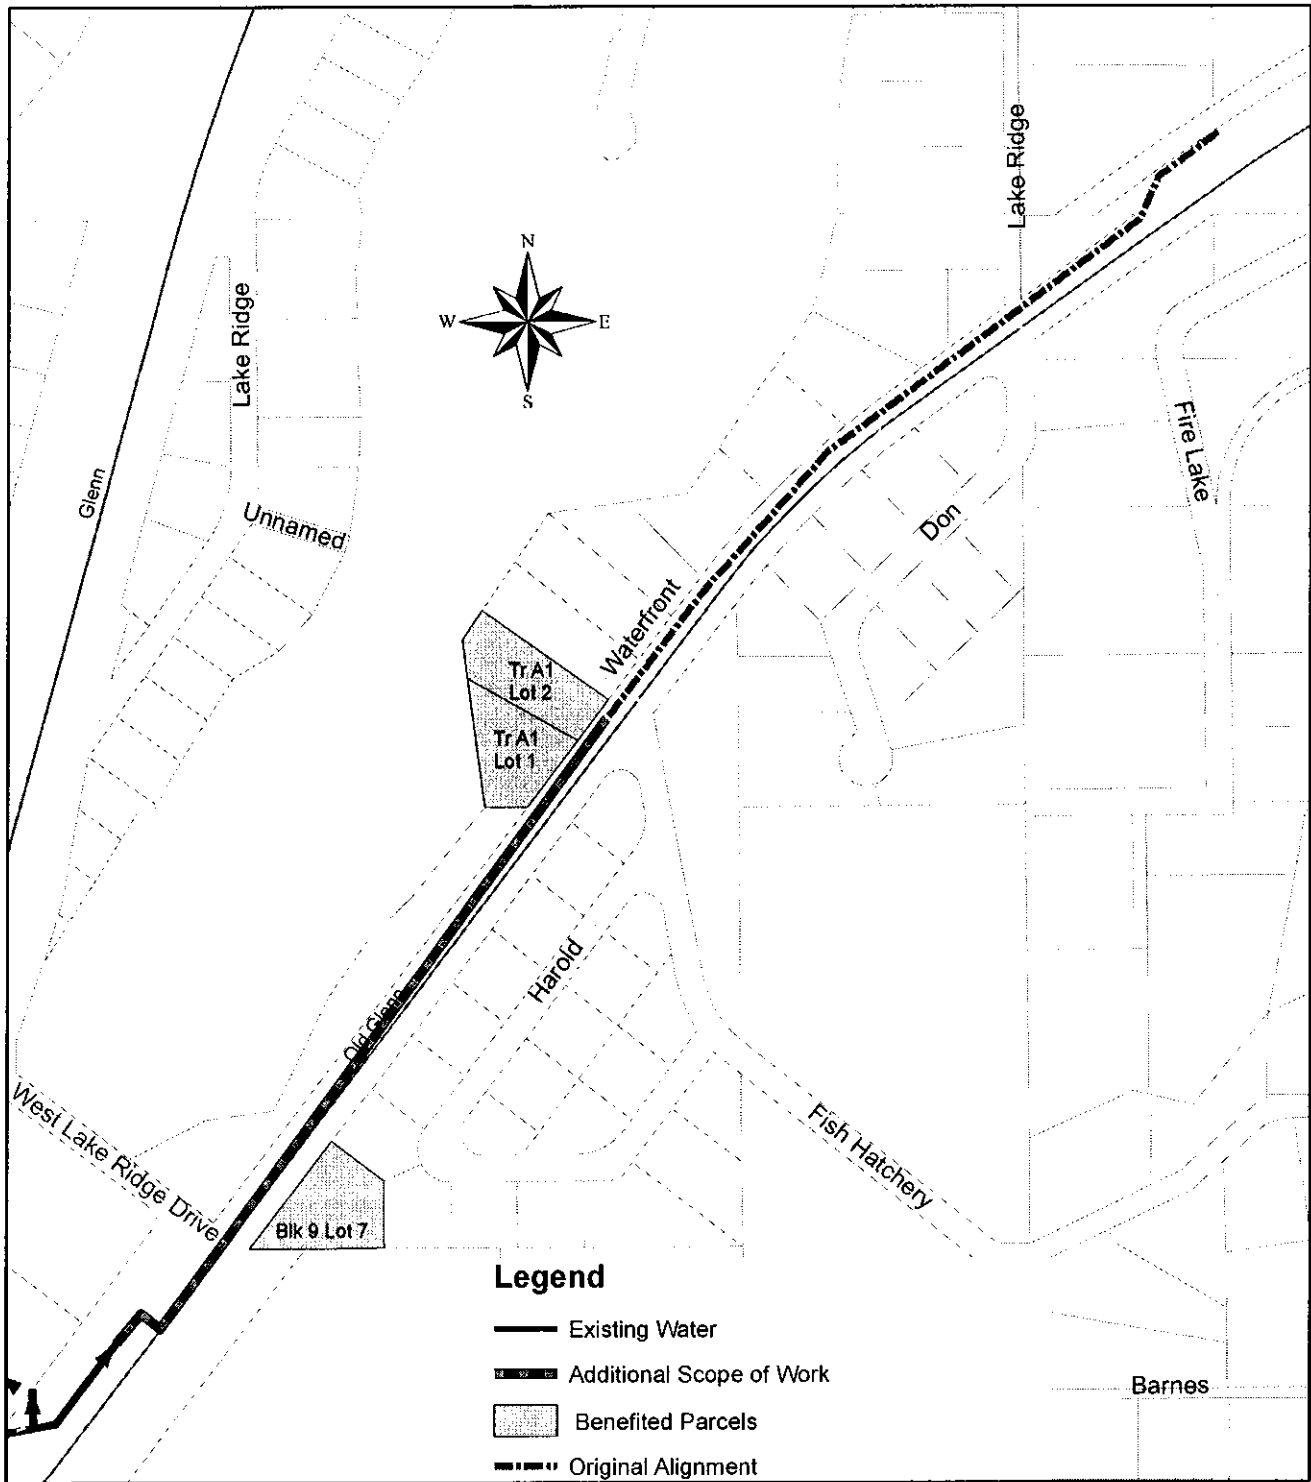 Lake Ridge
N
W
E
S
Lake Ridge
Glenn
Unnamed
Fire Lake
Don
Waterfront
Tr A1
Lot 2
Tr A1
Lot 1
Harold
Old Glenn
West Lake Ridge Drive
Fish Hatchery
Blk 9 Lot 7
Legend
Existing Water
Additional Scope of Work
Benefited Parcels
Original Alignment
Barnes